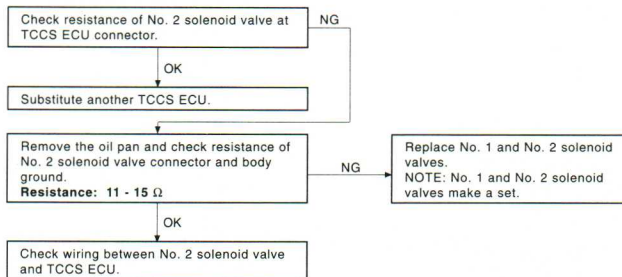 Check resistance of No. 2 solenoid valve at
TCCS ECU connector.
NG
OK
Substitute another TCCS ECU.
Remove the oil pan and check resistance of
No. 2 solenoid valve connector and body
ground.
Resistance: 11 - 15 Ω
NG
Replace No. 1 and No. 2 solenoid
valves.
NOTE: No. 1 and No. 2 solenoid
valves make a set.
OK
Check wiring between No. 2 solenoid valve
and TCCS ECU.